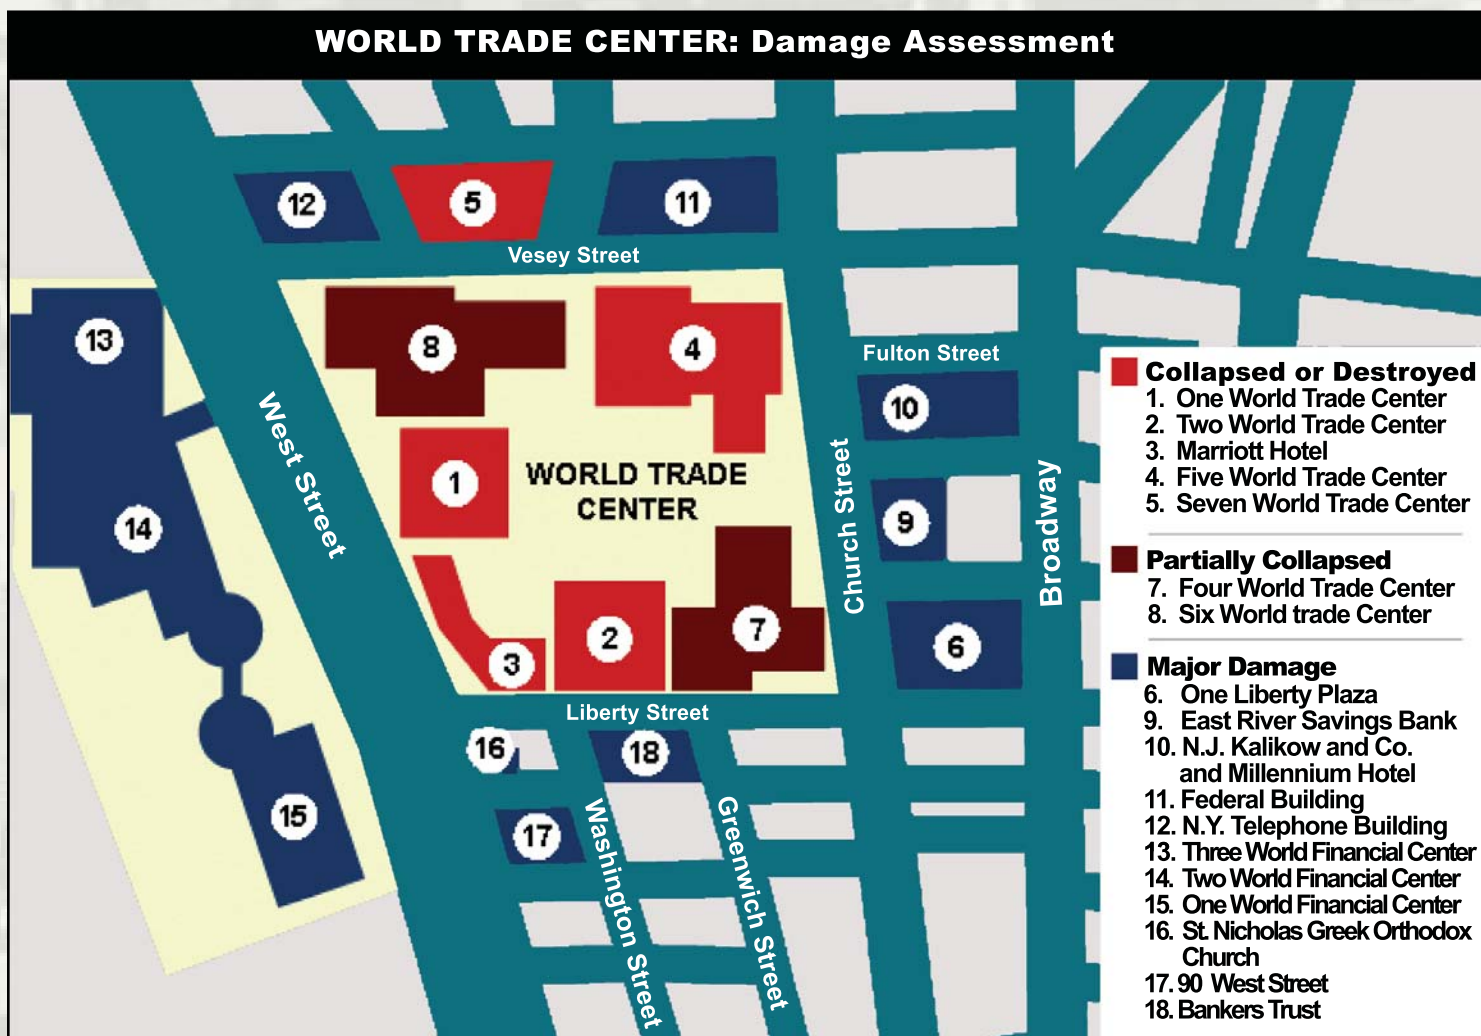 WORLD TRADE CENTER: Damage Assessment
12
5
11
Vesey Street
13
8
4
Fulton Street
10
West Street
1
WORLD TRADE
CENTER
Church Street
9
Broadway
14
2
7
3
6
Liberty Street
16
18
15
17
Washington Street
Greenwich Street
Collapsed or Destroyed
1. One World Trade Center
2. Two World Trade Center
3. Marriott Hotel
4. Five World Trade Center
5. Seven World Trade Center
Partially Collapsed
7. Four World Trade Center
8. Six World trade Center
Major Damage
6. One Liberty Plaza
9. East River Savings Bank
10. N.J. Kalikow and Co.
and Millennium Hotel
11. Federal Building
12. N.Y. Telephone Building
13. Three World Financial Center
14. Two World Financial Center
15. One World Financial Center
16. St. Nicholas Greek Orthodox
Church
17. 90 West Street
18. Bankers Trust